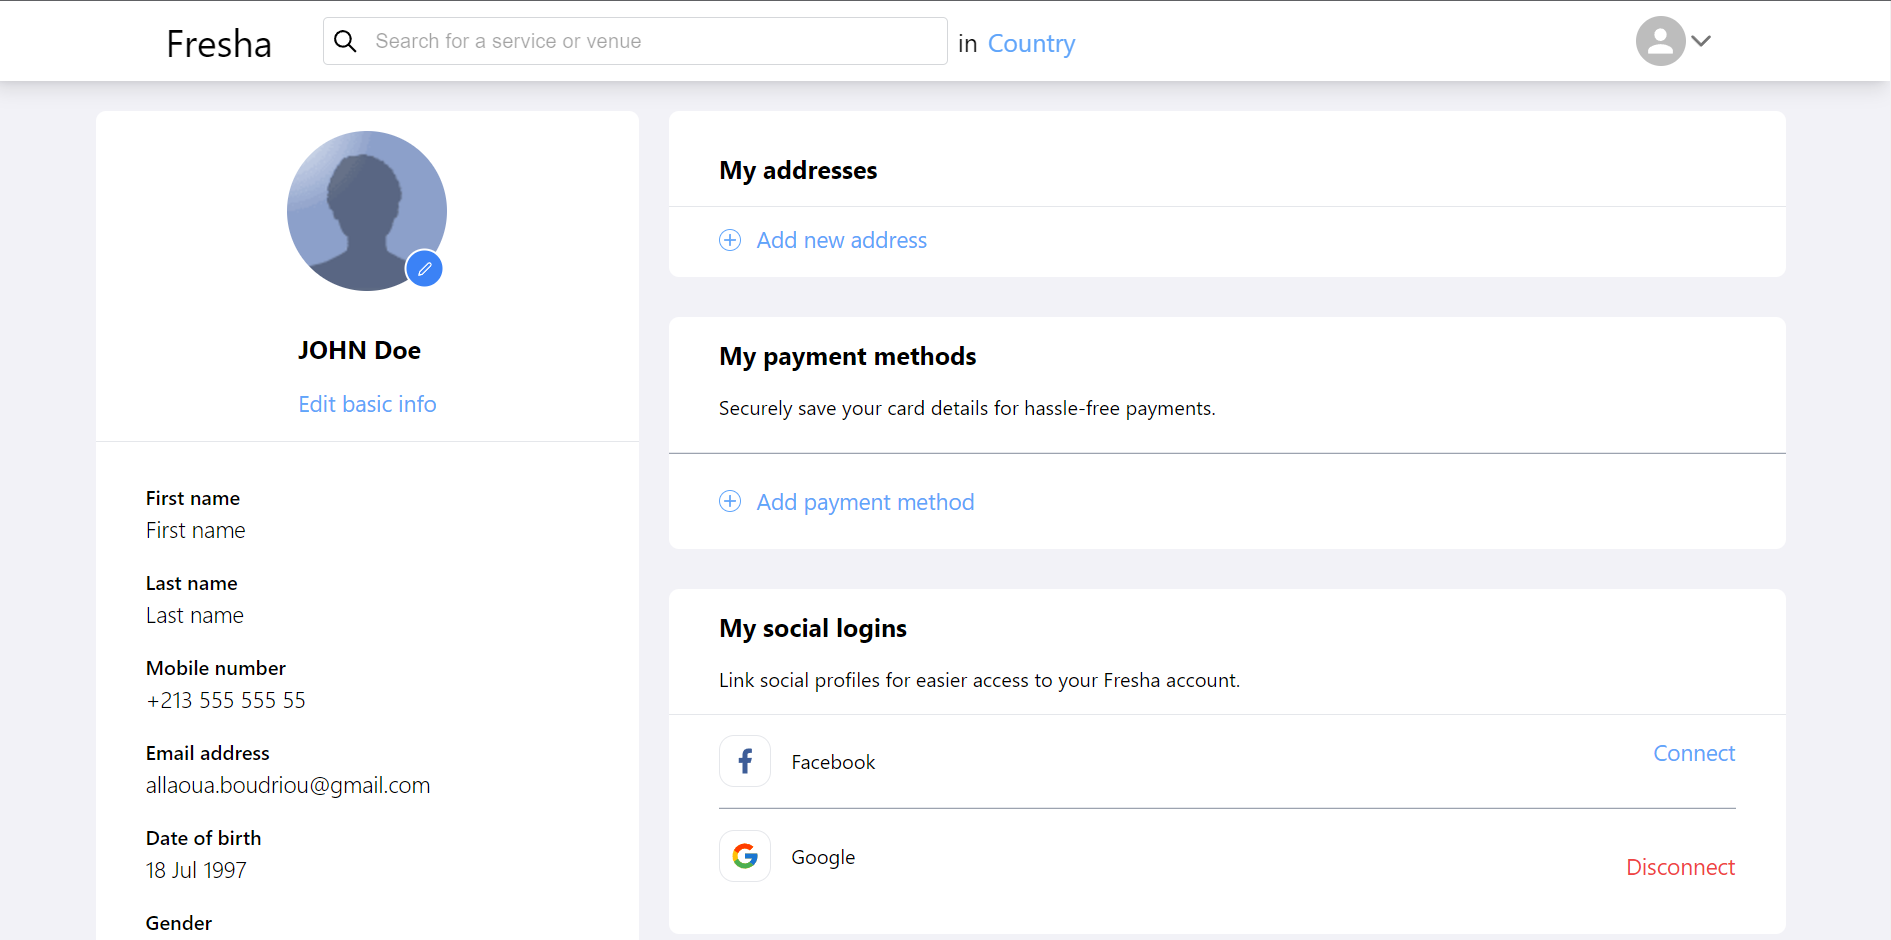 Fresha
Search for a service or venue
in Country
JOHN Doe
Edit basic info
First name
First name
Last name
Last name
Mobile number
+213 555 555 55
Email address
allaoua.boudriou@gmail.com
Date of birth
18 Jul 1997
Gender
My addresses
Add new address
My payment methods
Securely save your card details for hassle-free payments.
Add payment method
My social logins
Link social profiles for easier access to your Fresha account.
Facebook
Connect
Google
Disconnect